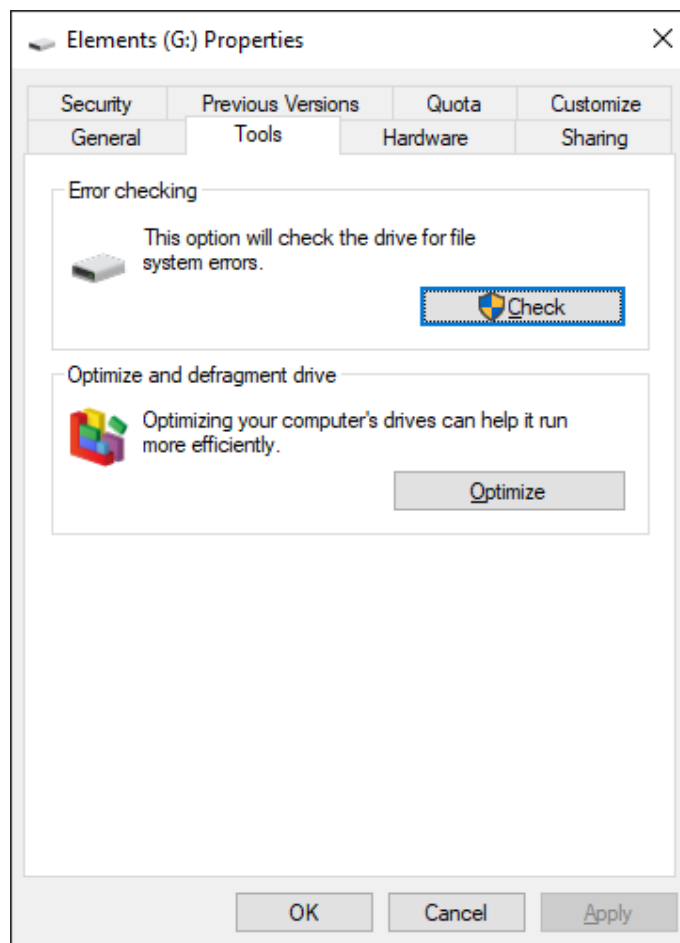 Elements (G:) Properties
Security Previous Versions Quota Customize
General Tools Hardware Sharing
Error checking
This option will check the drive for file
system errors.
Check
Optimize and defragment drive
Optimizing your computer's drives can help it run
more efficiently.
Optimize
OK Cancel Apply